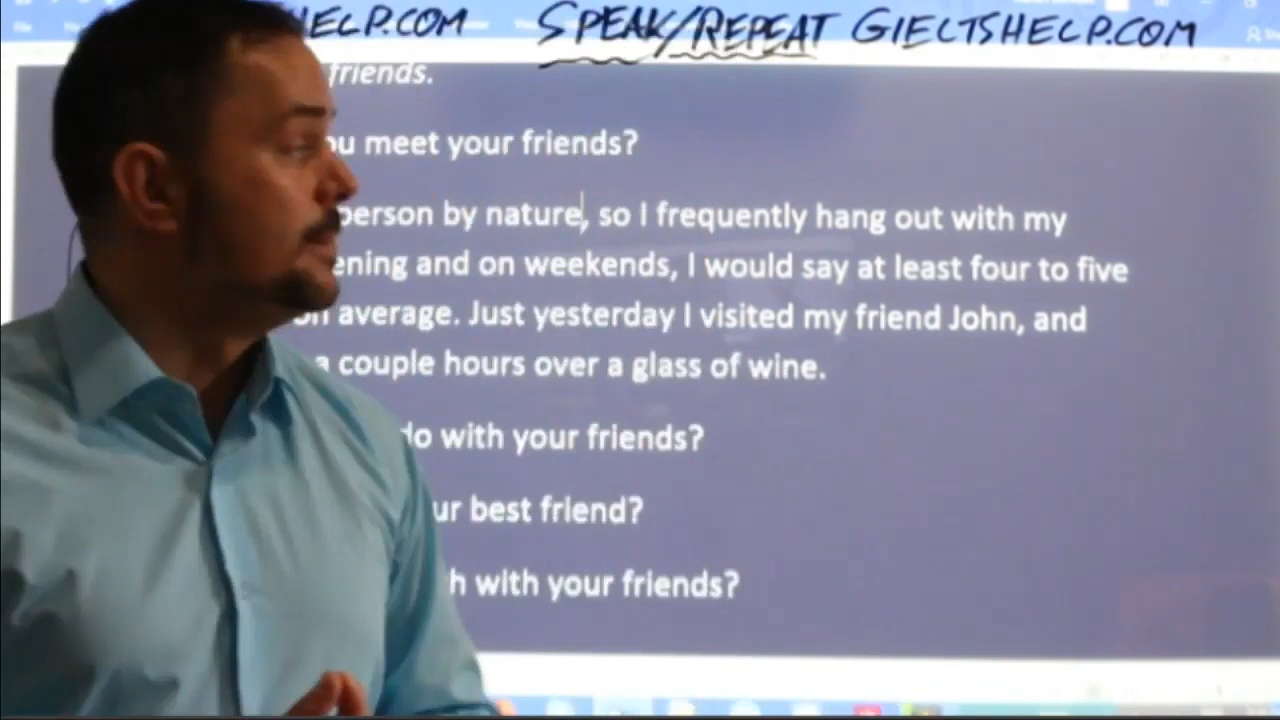 HELP.COM SPEAK/REPEAT GIELTSHELP.COM
friends.
ou meet your friends?
person by nature, so I frequently hang out with my
ening and on weekends, I would say at least four to five
on average. Just yesterday I visited my friend John, and
a couple hours over a glass of wine.
do with your friends?
ur best friend?
h with your friends?